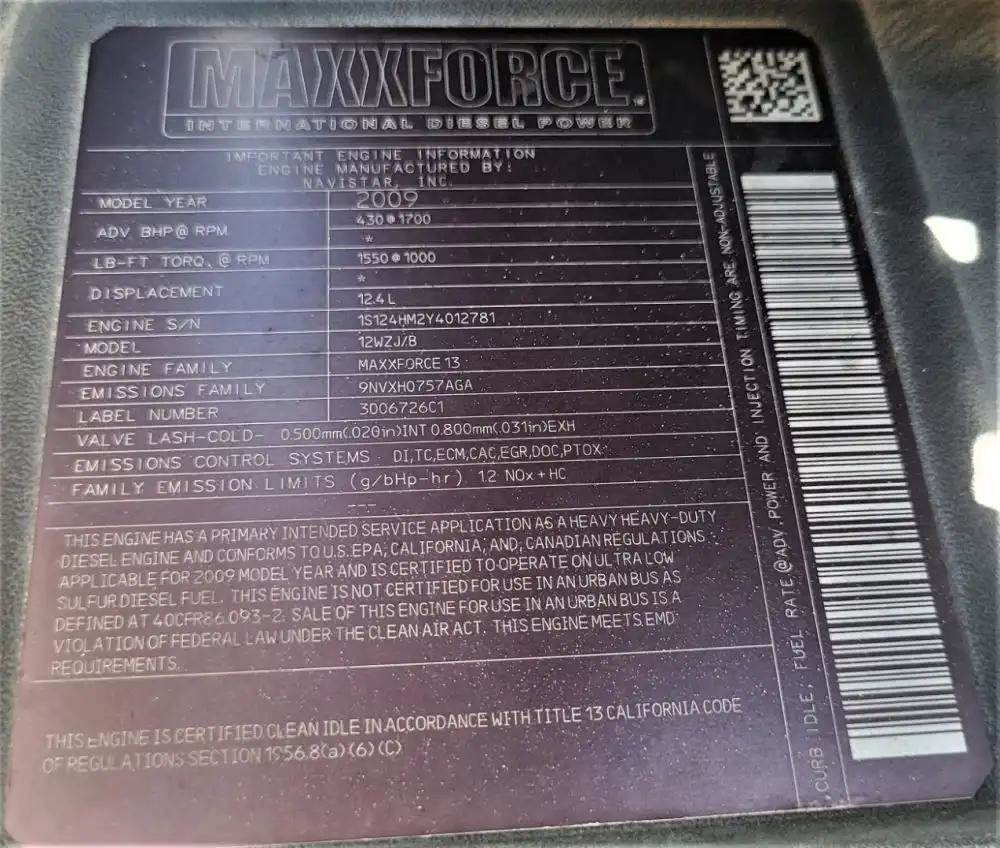 MAXXFORCE
INTERNATIONAL DIESEL POWER
IMPORTANT ENGINE INFORMATION
ENGINE MANUFACTURED BY:
NAVISTAR, INC.
MODEL YEAR 2009
ADV BHP@ RPM 430@1700
*
LB-FT TORQ.@ RPM 1550@1000
*
DISPLACEMENT 12.4 L
ENGINE S/N 1S124HM2Y4012781
MODEL 12WZJ/B
ENGINE FAMILY MAXXFORCE 13
EMISSIONS FAMILY 9NVXH0757AGA
LABEL NUMBER 3006726C1
VALVE LASH-COLD- 0.500mm(.020in)INT 0.800mm(.031in)EXH
EMISSIONS CONTROL SYSTEMS DI,TC,ECM,CAC,EGR,DOC,PTOX
FAMILY EMISSION LIMITS (g/bHp-hr) 1.2 NOx+HC
---
THIS ENGINE HAS A PRIMARY INTENDED SERVICE APPLICATION AS A HEAVY HEAVY-DUTY
DIESEL ENGINE AND CONFORMS TO U.S.EPA, CALIFORNIA, AND, CANADIAN REGULATIONS
APPLICABLE FOR 2009 MODEL YEAR AND IS CERTIFIED TO OPERATE ON ULTRA LOW
SULFUR DIESEL FUEL. THIS ENGINE IS NOT CERTIFIED FOR USE IN AN URBAN BUS AS
DEFINED AT 40CFR86.093-2. SALE OF THIS ENGINE FOR USE IN AN URBAN BUS IS A
VIOLATION OF FEDERAL LAW UNDER THE CLEAN AIR ACT. THIS ENGINE MEETS EMD
REQUIREMENTS.
THIS ENGINE IS CERTIFIED CLEAN IDLE IN ACCORDANCE WITH TITLE 13 CALIFORNIA CODE
OF REGULATIONS SECTION 1956.8(a)(6)(C)
CURB IDLE, FUEL RATE @ADV.POWER AND INJECTION TIMING ARE NON-ADJUSTABLE